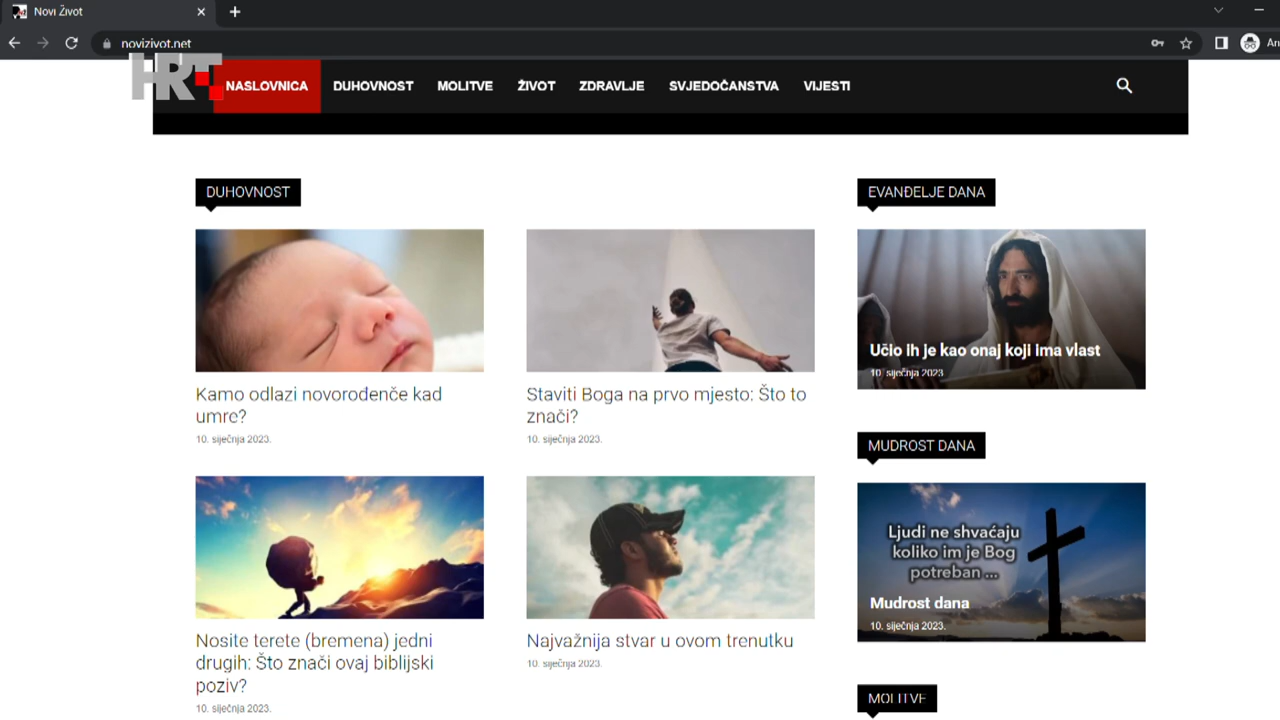 Novi Život
novizivot.net
An
HRT
NASLOVNICA
DUHOVNOST
MOLITVE
ŽIVOT
ZDRAVLJE
SVJEDOČANSTVA
VIJESTI
DUHOVNOST
Kamo odlazi novorođenče kad
umre?
10. siječnja 2023.
Staviti Boga na prvo mjesto: Što to
znači?
10. siječnja 2023.
Nosite terete (bremena) jedni
drugih: Što znači ovaj biblijski
poziv?
10. siječnja 2023.
Najvažnija stvar u ovom trenutku
10. siječnja 2023.
EVANĐELJE DANA
Učio ih je kao onaj koji ima vlast
10. siječnja 2023.
MUDROST DANA
Ljudi ne shvaćaju
koliko im je Bog
potreban ...
Mudrost dana
10. siječnja 2023.
MOLITVE